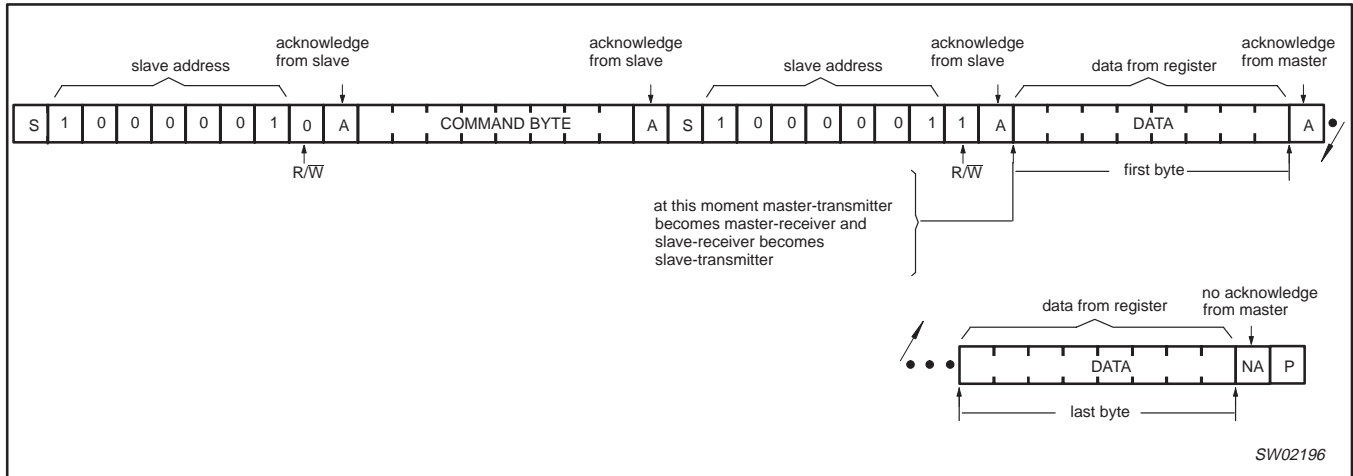 acknowledge
from slave
acknowledge
from slave
acknowledge
from slave
acknowledge
from master
slave address
slave address
data from register
S 1 0 0 0 0 0 1 0 A COMMAND BYTE A S 1 0 0 0 0 0 1 1 A DATA A
R/W̅
R/W̅
first byte
at this moment master-transmitter
becomes master-receiver and
slave-receiver becomes
slave-transmitter
data from register
no acknowledge
from master
DATA NA P
last byte
SW02196